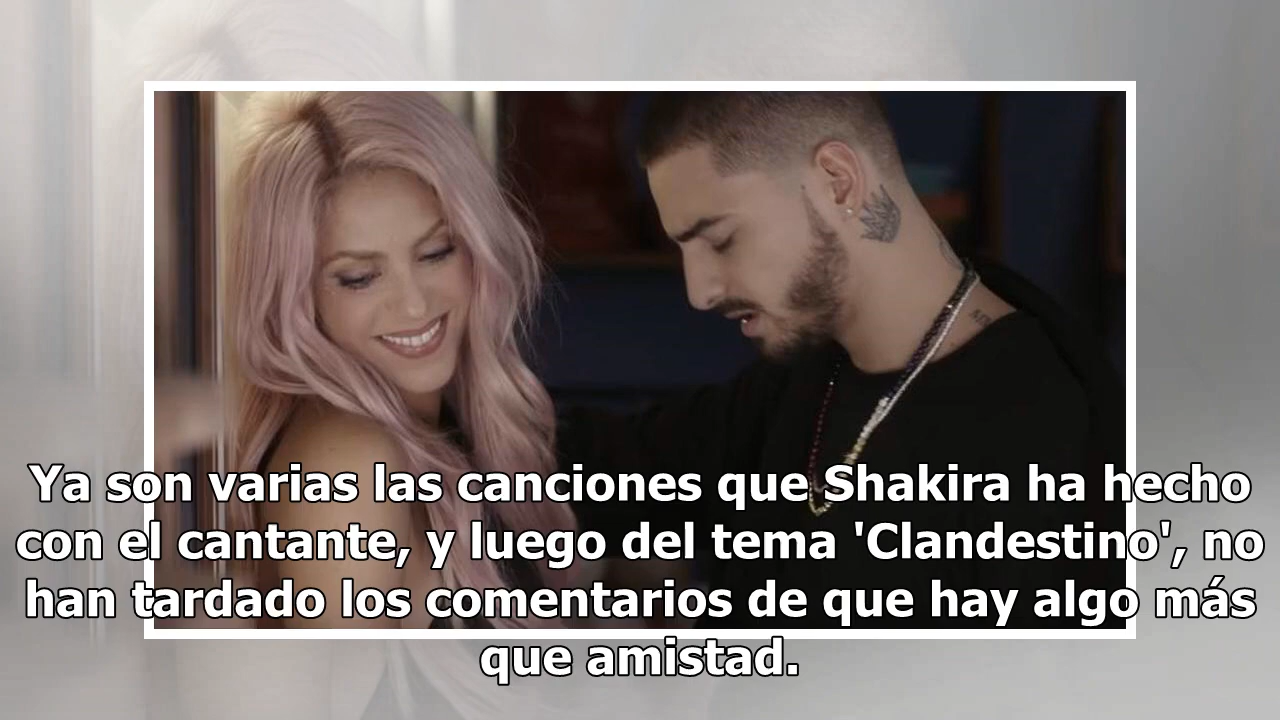 Ya son varias las canciones que Shakira ha hecho
con el cantante, y luego del tema 'Clandestino', no
han tardado los comentarios de que hay algo más
que amistad.